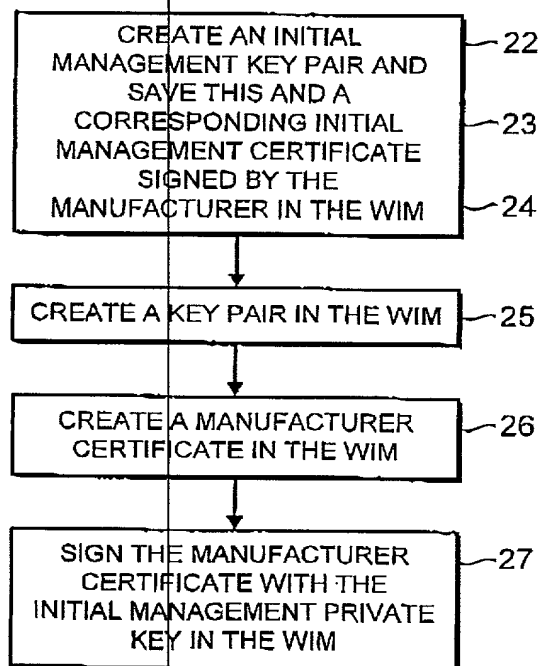 CREATE AN INITIAL 22
MANAGEMENT KEY PAIR AND
SAVE THIS AND A
CORRESPONDING INITIAL 23
MANAGEMENT CERTIFICATE
SIGNED BY THE
MANUFACTURER IN THE WIM 24
CREATE A KEY PAIR IN THE WIM 25
CREATE A MANUFACTURER 26
CERTIFICATE IN THE WIM
SIGN THE MANUFACTURER 27
CERTIFICATE WITH THE
INITIAL MANAGEMENT PRIVATE
KEY IN THE WIM